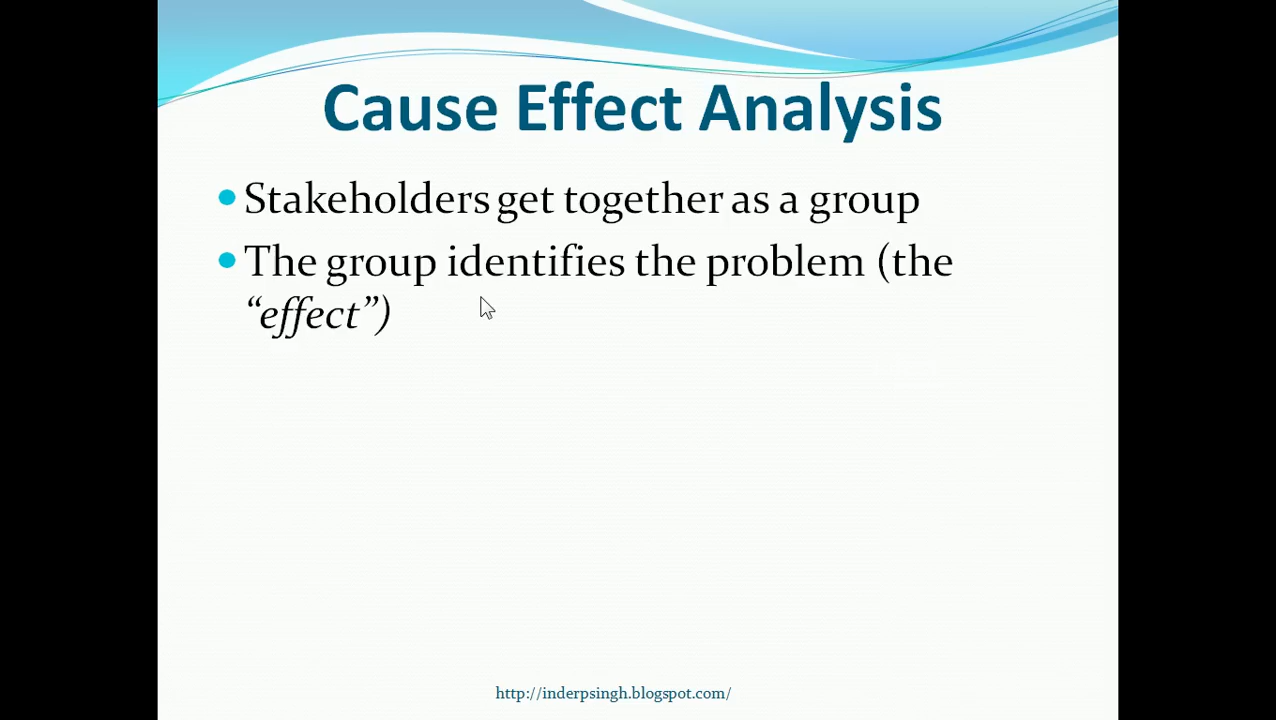 Cause Effect Analysis
• Stakeholders get together as a group
• The group identifies the problem (the
“effect”)
http://inderpsingh.blogspot.com/